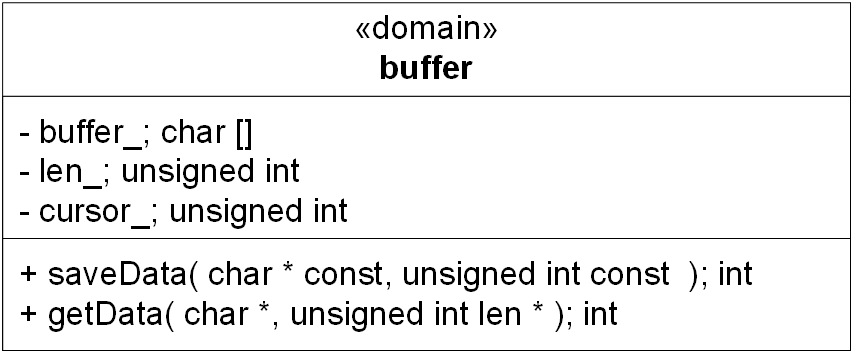 «domain»
buffer
- buffer_; char []
- len_; unsigned int
- cursor_; unsigned int
+ saveData( char * const, unsigned int const  ); int
+ getData( char *, unsigned int len * ); int